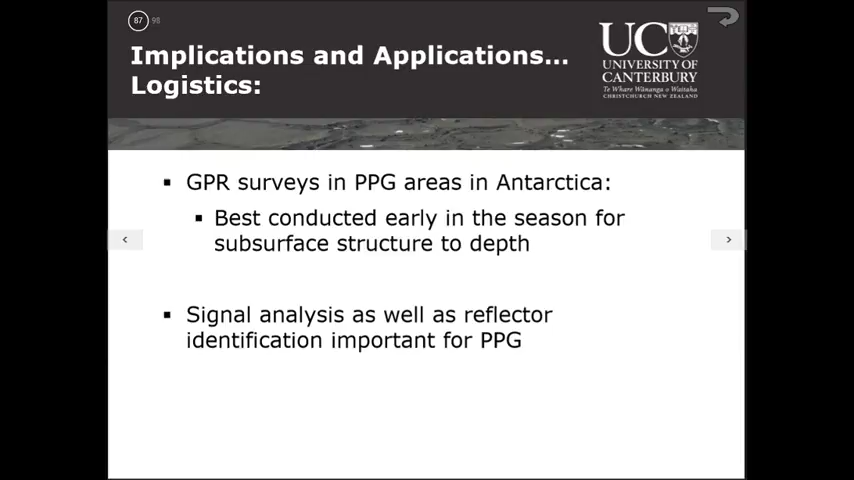 87 98
Implications and Applications...
Logistics:
UC
UNIVERSITY OF
CANTERBURY
Te Whare Wānanga o Waitaha
CHRISTCHURCH NEW ZEALAND
▪ GPR surveys in PPG areas in Antarctica:
▪ Best conducted early in the season for
subsurface structure to depth
▪ Signal analysis as well as reflector
identification important for PPG